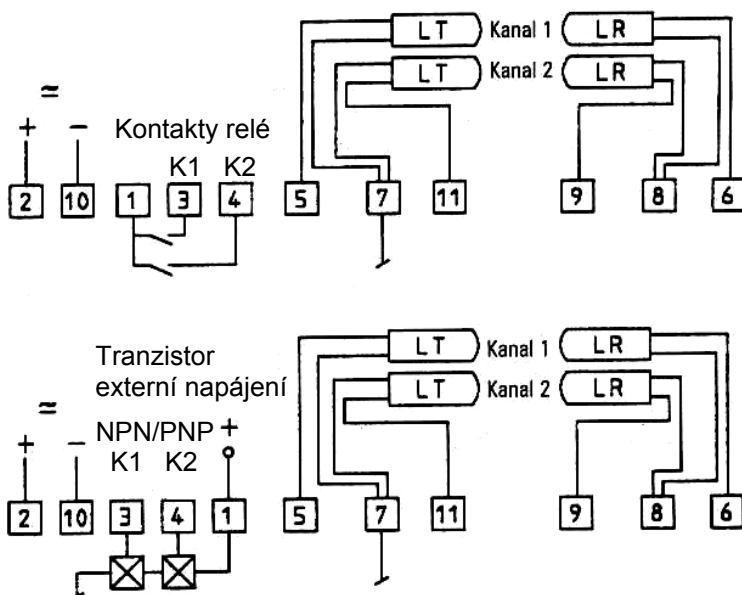 LT Kanal 1 LR
LT Kanal 2 LR
≃
+ − Kontakty relé
K1 K2
2 10 1 3 4 5 7 11 9 8 6
LT Kanal 1 LR
LT Kanal 2 LR
Tranzistor
externí napájení
≃
+ − NPN/PNP +
K1 K2
2 10 3 4 1 5 7 11 9 8 6